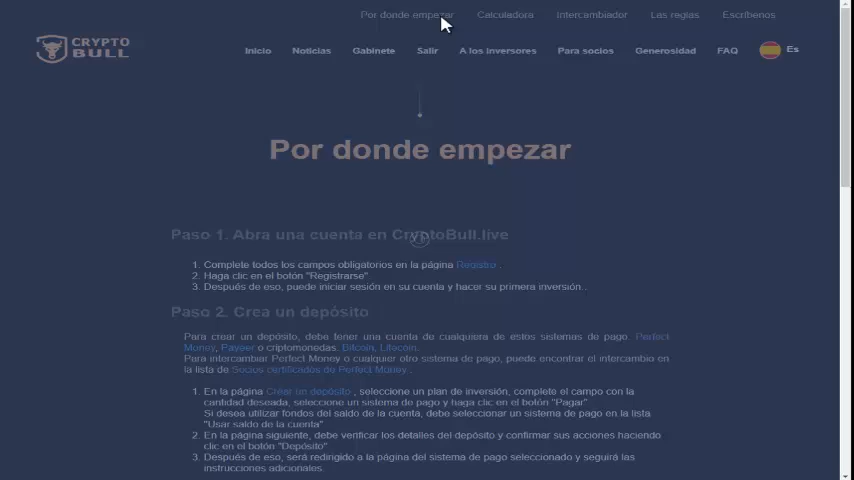 Por donde empezar Calculadora Intercambiador Las reglas Escríbenos
CRYPTO
BULL
Inicio Noticias Gabinete Salir A los inversores Para socios Generosidad FAQ Es
Por donde empezar
Paso 1. Abra una cuenta en CryptoBull.live
1. Complete todos los campos obligatorios en la página Registro .
2. Haga clic en el botón "Registrarse".
3. Después de eso, puede iniciar sesión en su cuenta y hacer su primera inversión..
Paso 2. Crea un depósito
Para crear un depósito, debe tener una cuenta de cualquiera de estos sistemas de pago. Perfect
Money, Payeer o criptomonedas. Bitcoin, Litecoin.
Para intercambiar Perfect Money o cualquier otro sistema de pago, puede encontrar el intercambio en
la lista de Socios certificados de Perfect Money .
1. En la página Crear un depósito , seleccione un plan de inversión, complete el campo con la
cantidad deseada, seleccione un sistema de pago y haga clic en el botón "Pagar"
Si desea utilizar fondos del saldo de la cuenta, debe seleccionar un sistema de pago en la lista
"Usar saldo de la cuenta"
2. En la página siguiente, debe verificar los detalles del depósito y confirmar sus acciones haciendo
clic en el botón "Depósito"
3. Después de eso, será redirigido a la página del sistema de pago seleccionado y seguirá las
instrucciones adicionales.